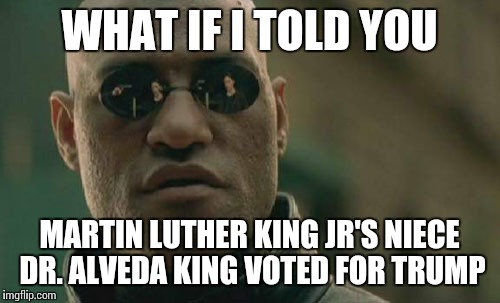 WHAT IF I TOLD YOU
MARTIN LUTHER KING JR'S NIECE
DR. ALVEDA KING VOTED FOR TRUMP
imgflip.com